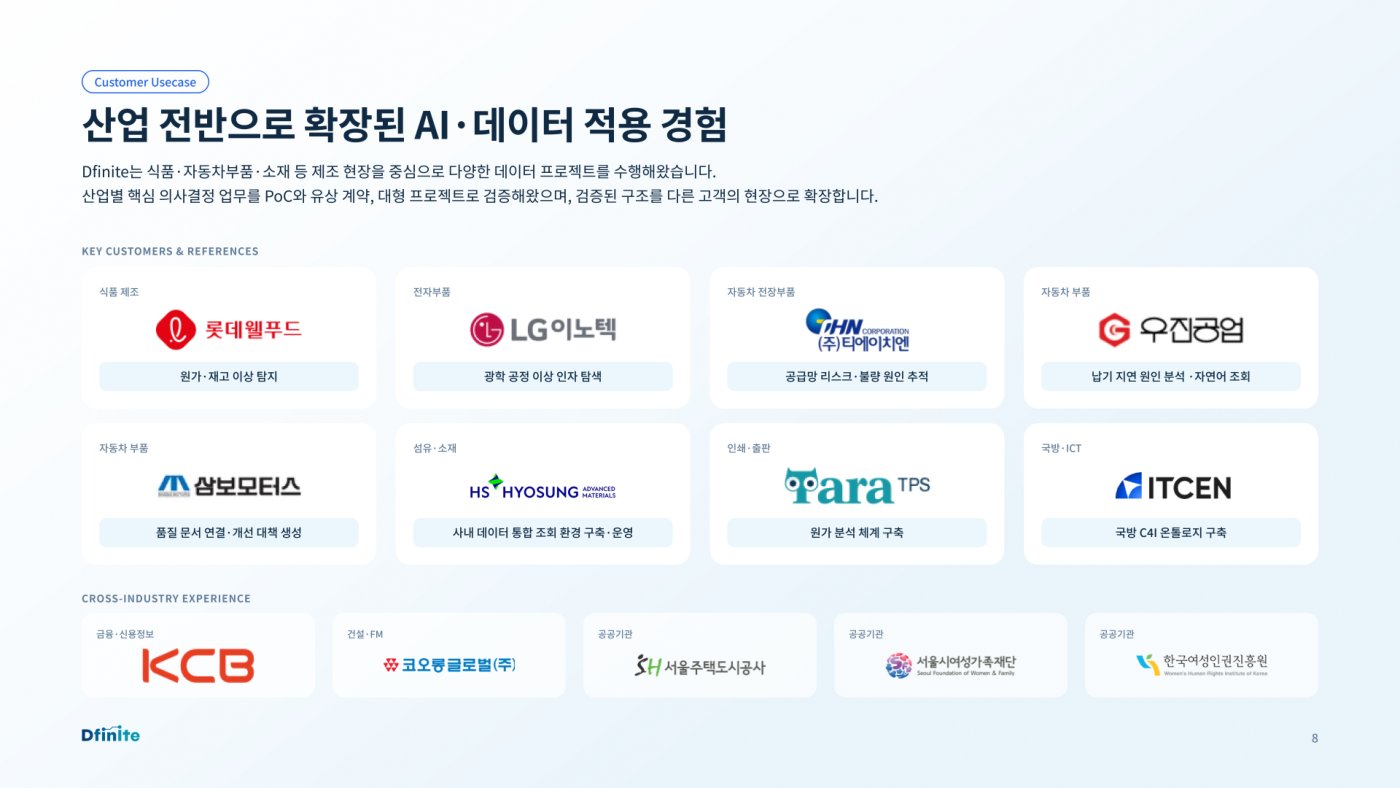 Customer Usecase
산업 전반으로 확장된 AI·데이터 적용 경험
Dfinite는 식품·자동차부품·소재 등 제조 현장을 중심으로 다양한 데이터 프로젝트를 수행해왔습니다.
산업별 핵심 의사결정 업무를 PoC와 유상 계약, 대형 프로젝트로 검증해왔으며, 검증된 구조를 다른 고객의 현장으로 확장합니다.
KEY CUSTOMERS & REFERENCES
식품 제조
롯데웰푸드
원가·재고 이상 탐지
전자부품
LG이노텍
광학 공정 이상 인자 탐색
자동차 전장부품
THN CORPORATION
(주)티에이치엔
공급망 리스크·불량 원인 추적
자동차 부품
우진공업
납기 지연 원인 분석 ·자연어 조회
자동차 부품
삼보모터스
품질 문서 연결·개선 대책 생성
섬유·소재
HS HYOSUNG ADVANCED MATERIALS
사내 데이터 통합 조회 환경 구축·운영
인쇄·출판
Tara TPS
원가 분석 체계 구축
국방·ICT
ITCEN
국방 C4I 온톨로지 구축
CROSS-INDUSTRY EXPERIENCE
금융·신용정보
KCB
건설·FM
코오롱글로벌(주)
공공기관
SH 서울주택도시공사
공공기관
서울시여성가족재단
Seoul Foundation of Women & Family
공공기관
한국여성인권진흥원
Women's Human Rights Institute of Korea
Dfinite
8